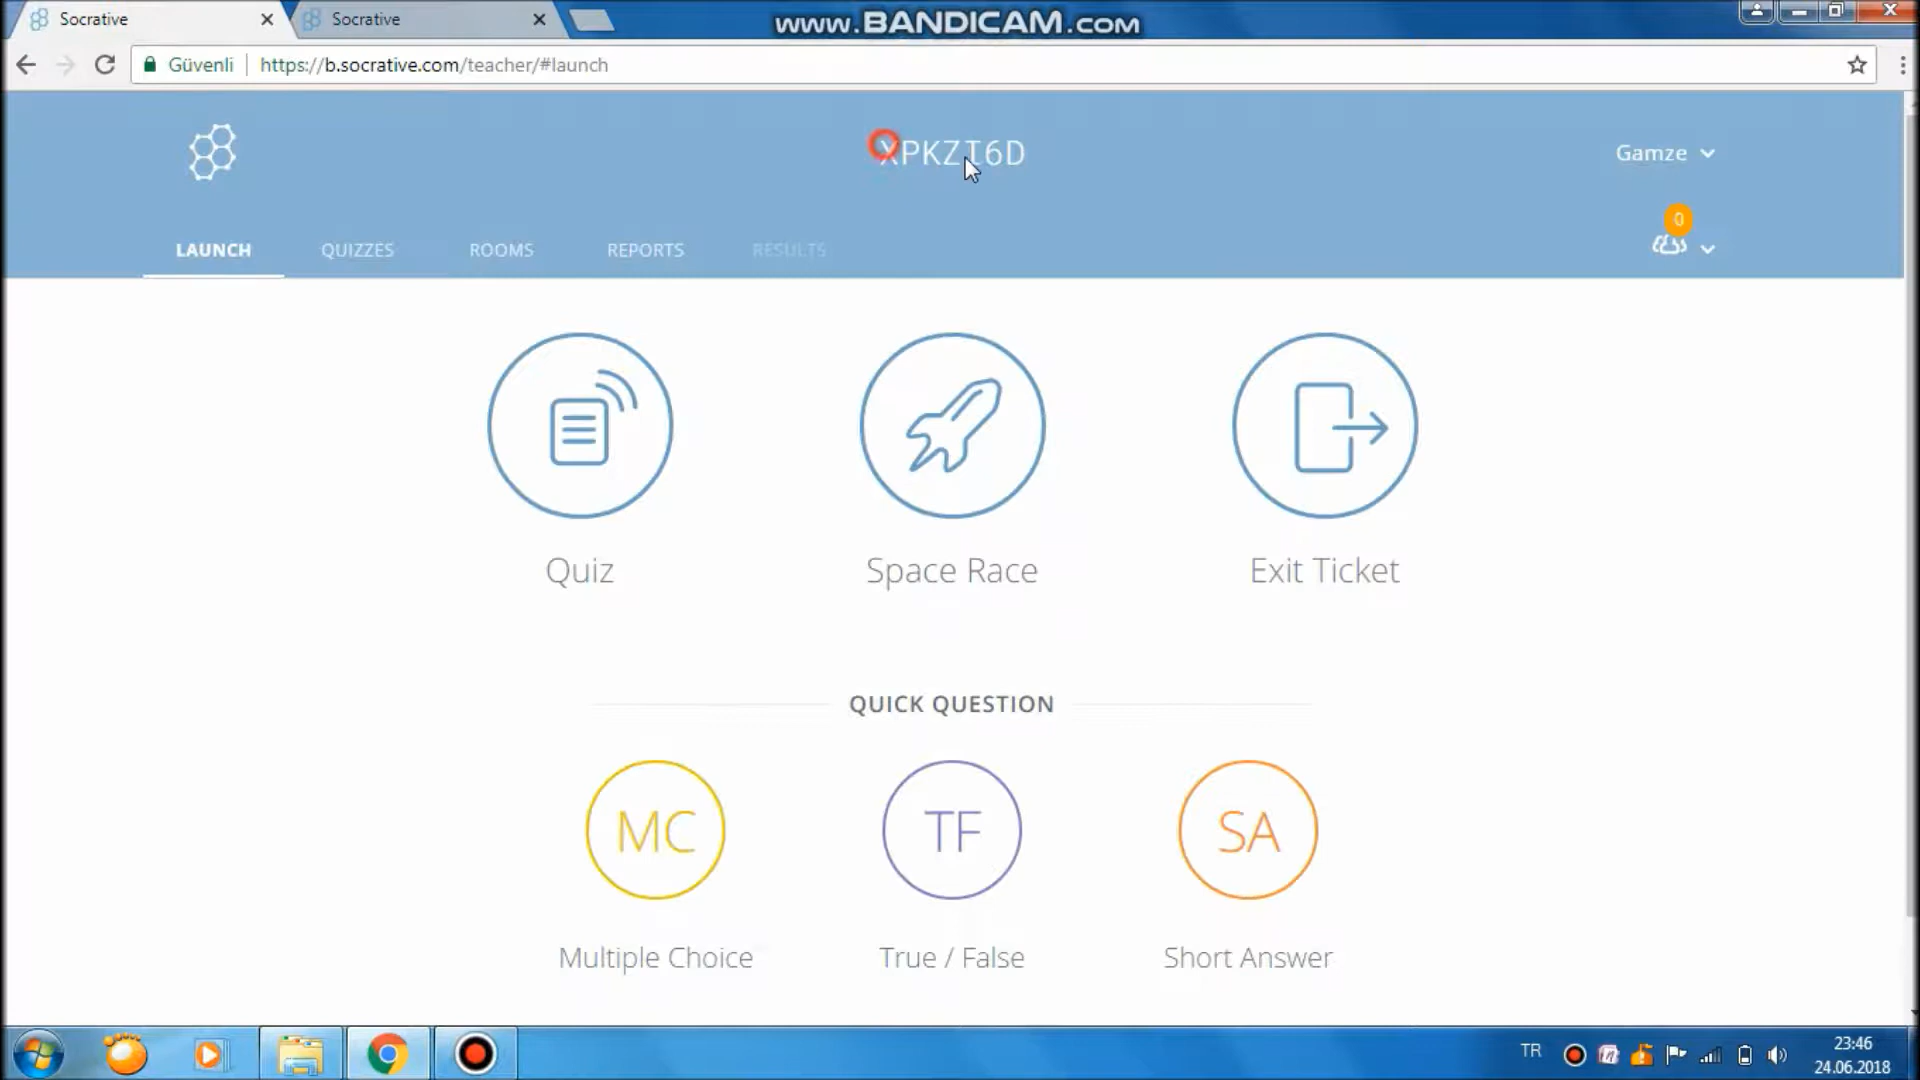 Socrative
Socrative
www.BANDICAM.com
Güvenli
https://b.socrative.com/teacher/#launch
XPKZI6D
Gamze
0
LAUNCH QUIZZES ROOMS REPORTS RESULTS
Quiz Space Race Exit Ticket
QUICK QUESTION
MC TF SA
Multiple Choice True / False Short Answer
TR
23:46
24.06.2018